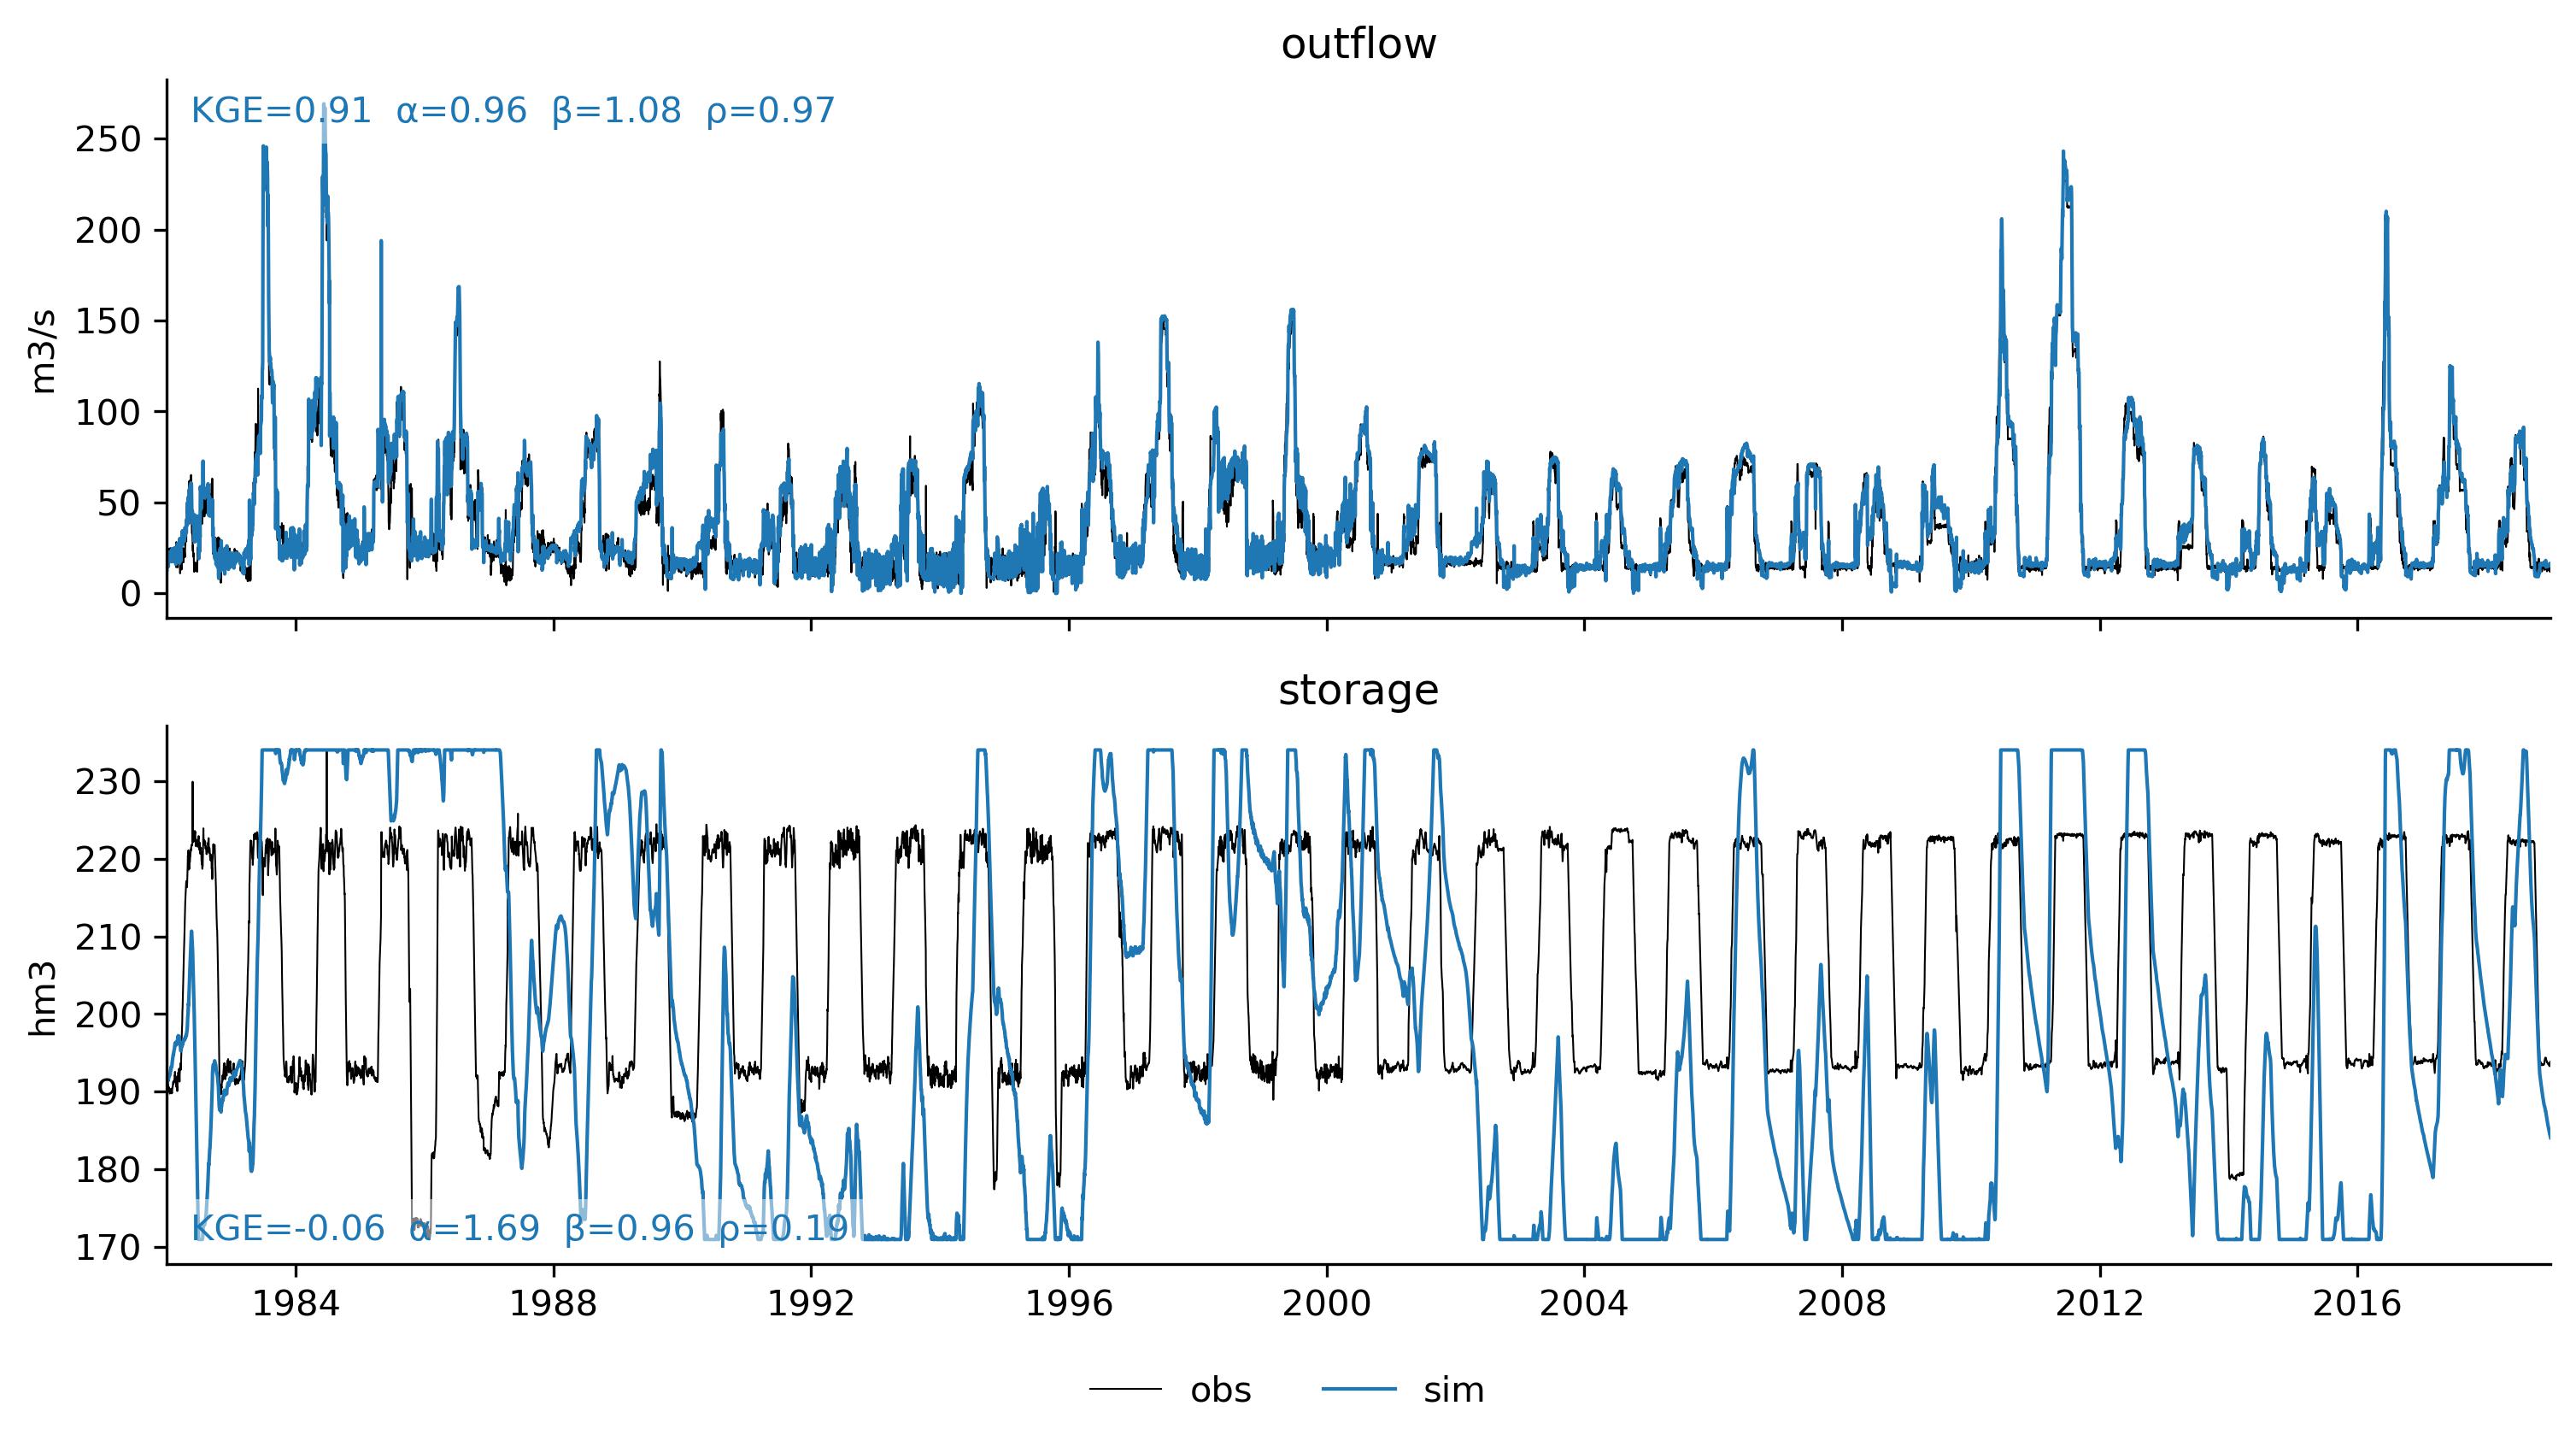 outflow
KGE=0.91 α=0.96 β=1.08 ρ=0.97
250
200
150
100
50
0
m3/s
storage
230
220
210
200
190
180
170
hm3
KGE=-0.06 α=1.69 β=0.96 ρ=0.19
1984 1988 1992 1996 2000 2004 2008 2012 2016
obs sim